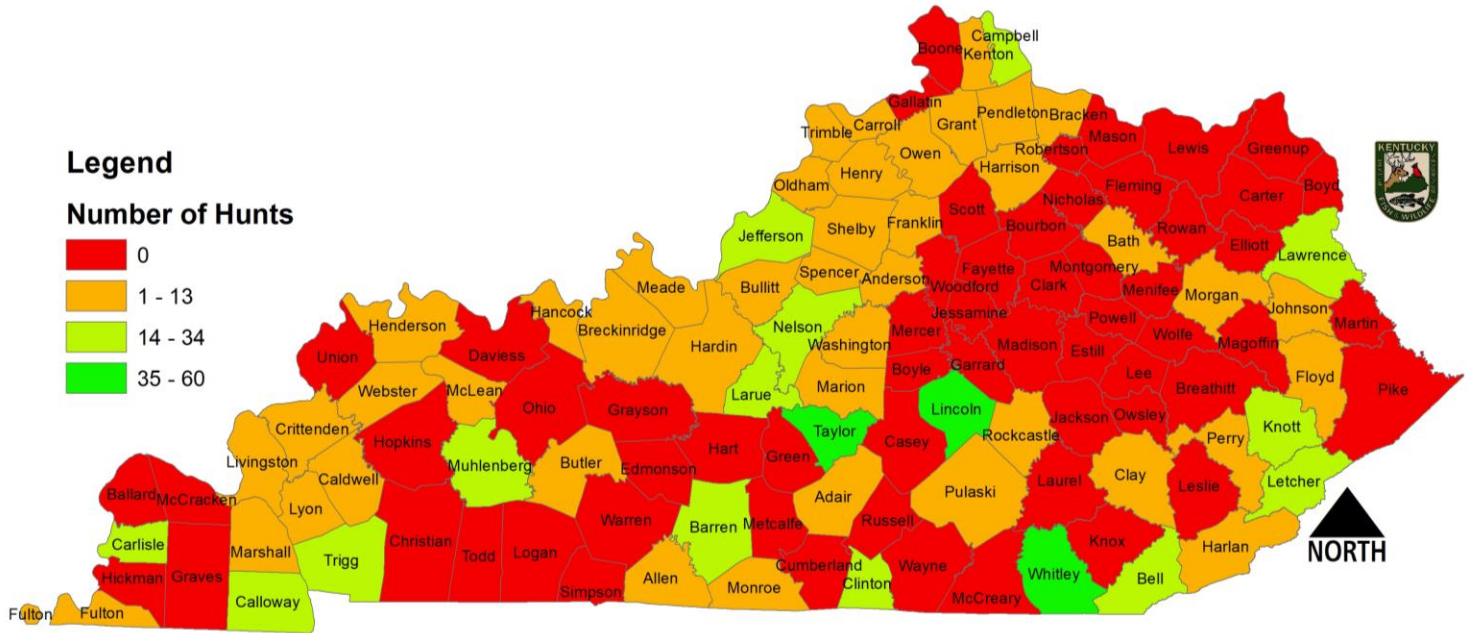 Legend
Number of Hunts
0
1 - 13
14 - 34
35 - 60
Campbell
Boone
Kenton
Gallatin
Pendleton
Bracken
Carroll
Grant
Trimble
Mason
Owen
Robertson
Lewis
Greenup
KENTUCKY
Henry
Harrison
Oldham
Fleming
Boyd
Nicholas
Carter
Scott
Franklin
Bourbon
Shelby
Rowan
Jefferson
Bath
Elliott
Lawrence
Spencer
Fayette
Montgomery
Anderson
Woodford
Clark
Bullitt
Meade
Menifee
Morgan
Johnson
Hancock
Jessamine
Powell
Henderson
Nelson
Breckinridge
Mercer
Martin
Wolfe
Washington
Magoffin
Hardin
Madison
Estill
Union
Daviess
Garrard
Boyle
Lee
Floyd
Marion
Breathitt
Pike
Webster
McLean
Larue
Ohio
Grayson
Lincoln
Jackson
Owsley
Crittenden
Taylor
Knott
Rockcastle
Perry
Hopkins
Casey
Hart
Green
Livingston
Butler
Muhlenberg
Edmonson
Clay
Caldwell
Laurel
Letcher
Leslie
Pulaski
Ballard
McCracken
Adair
Lyon
Warren
Russell
Metcalfe
Barren
Carlisle
Christian
Knox
Harlan
Marshall
Logan
Todd
NORTH
Trigg
Cumberland
Wayne
Whitley
Hickman
Graves
Allen
Bell
Clinton
Monroe
Simpson
McCreary
Calloway
Fulton
Fulton